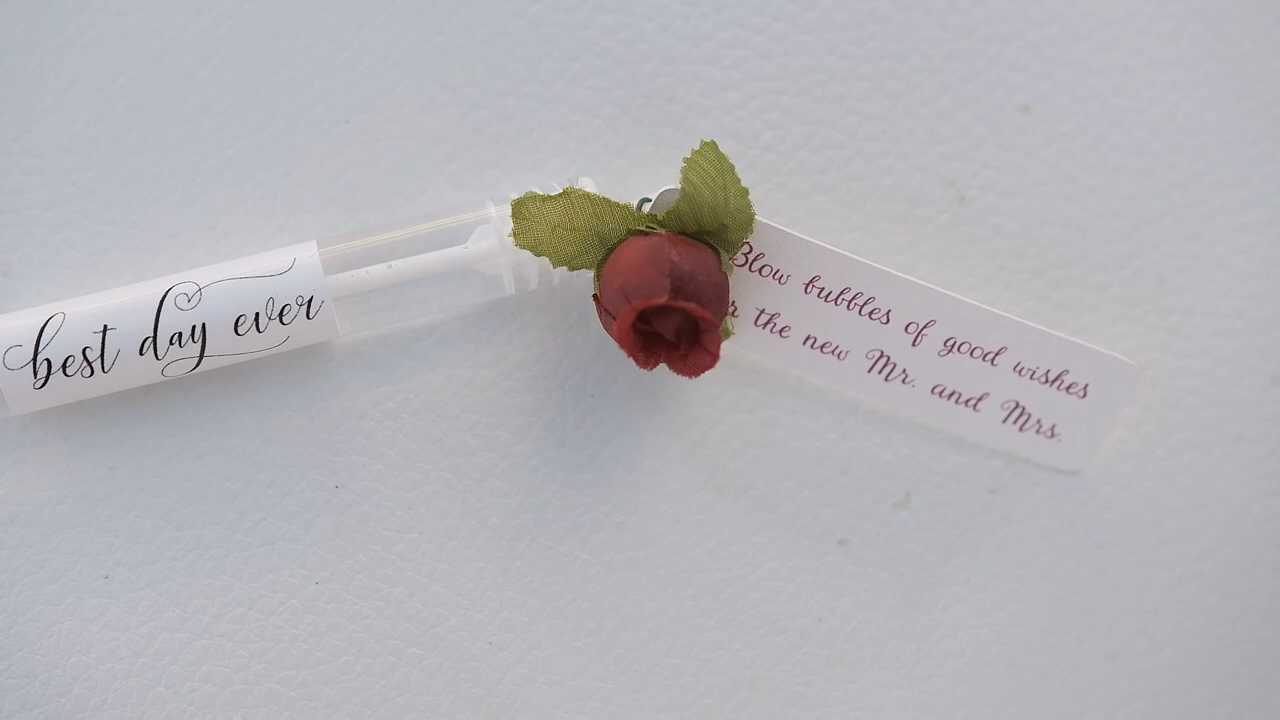 best day ever
Blow bubbles of good wishes
the new Mr. and Mrs.